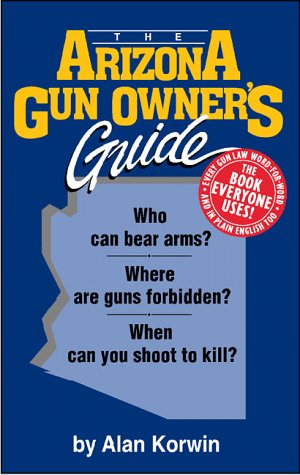 THE
ARIZONA
GUN OWNER'S
Guide
EVERY GUN LAW WORD-FOR-WORD
THE
BOOK
EVERYONE
USES!
AND IN PLAIN ENGLISH TOO
Who
can bear arms?
Where
are guns forbidden?
When
can you shoot to kill?
by Alan Korwin